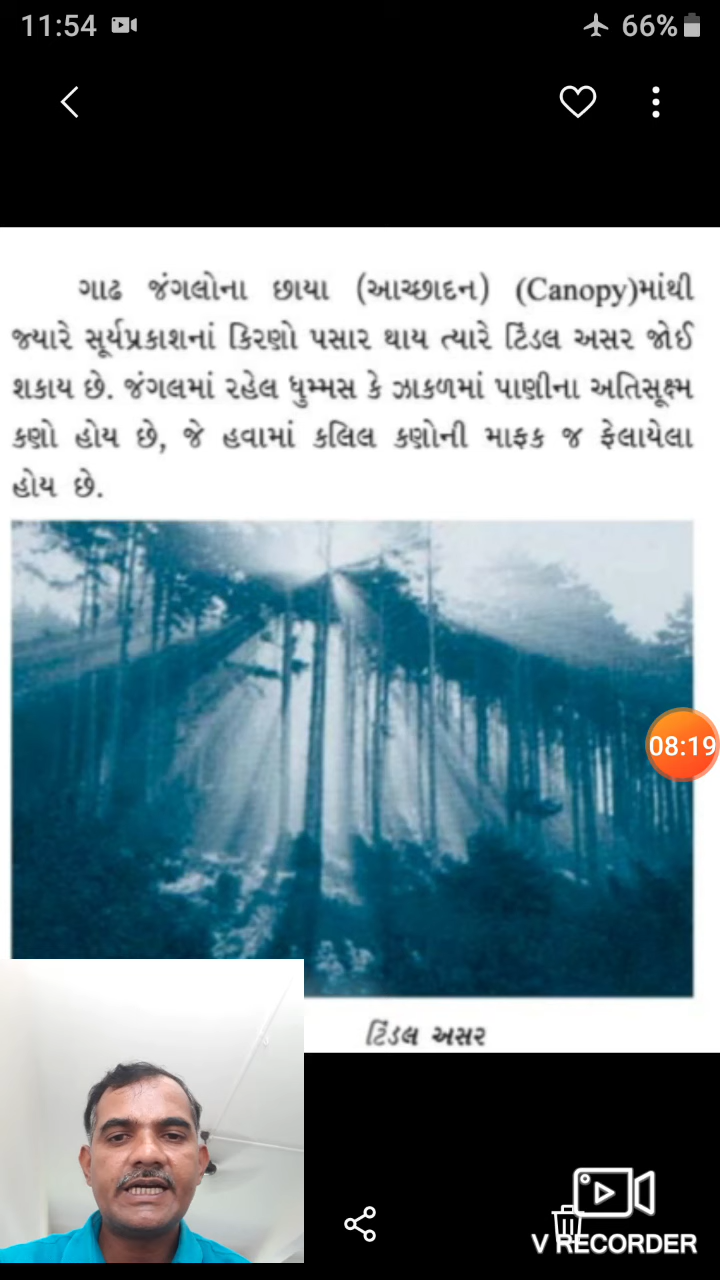 11:54
66%
ગાઢ જંગલોના છાયા (આચ્છાદન) (Canopy)માંથી
જ્યારે સૂર્યપ્રકાશનાં કિરણો પસાર થાય ત્યારે ટિંડલ અસર જોઈ
શકાય છે. જંગલમાં રહેલ ધુમ્મસ કે ઝાકળમાં પાણીના અતિસૂક્ષ્મ
કણો હોય છે, જે હવામાં કલિલ કણોની માફક જ ફેલાયેલા
હોય છે.
08:19
ટિંડલ અસર
V RECORDER